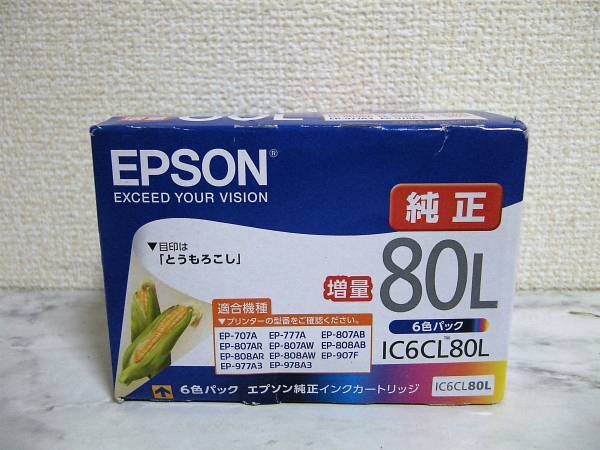 80L
EPSON®
EXCEED YOUR VISION
純正
▼目印は
「とうもろこし」
増量
80L
適合機種
▼プリンターの型番をご確認ください。
EP-707A EP-777A EP-807AB
EP-807AR EP-807AW EP-808AB
EP-808AR EP-808AW EP-907F
EP-977A3 EP-978A3
6色パック
IC6CL80L™
6色パック エプソン純正インクカートリッジ
IC6CL80L